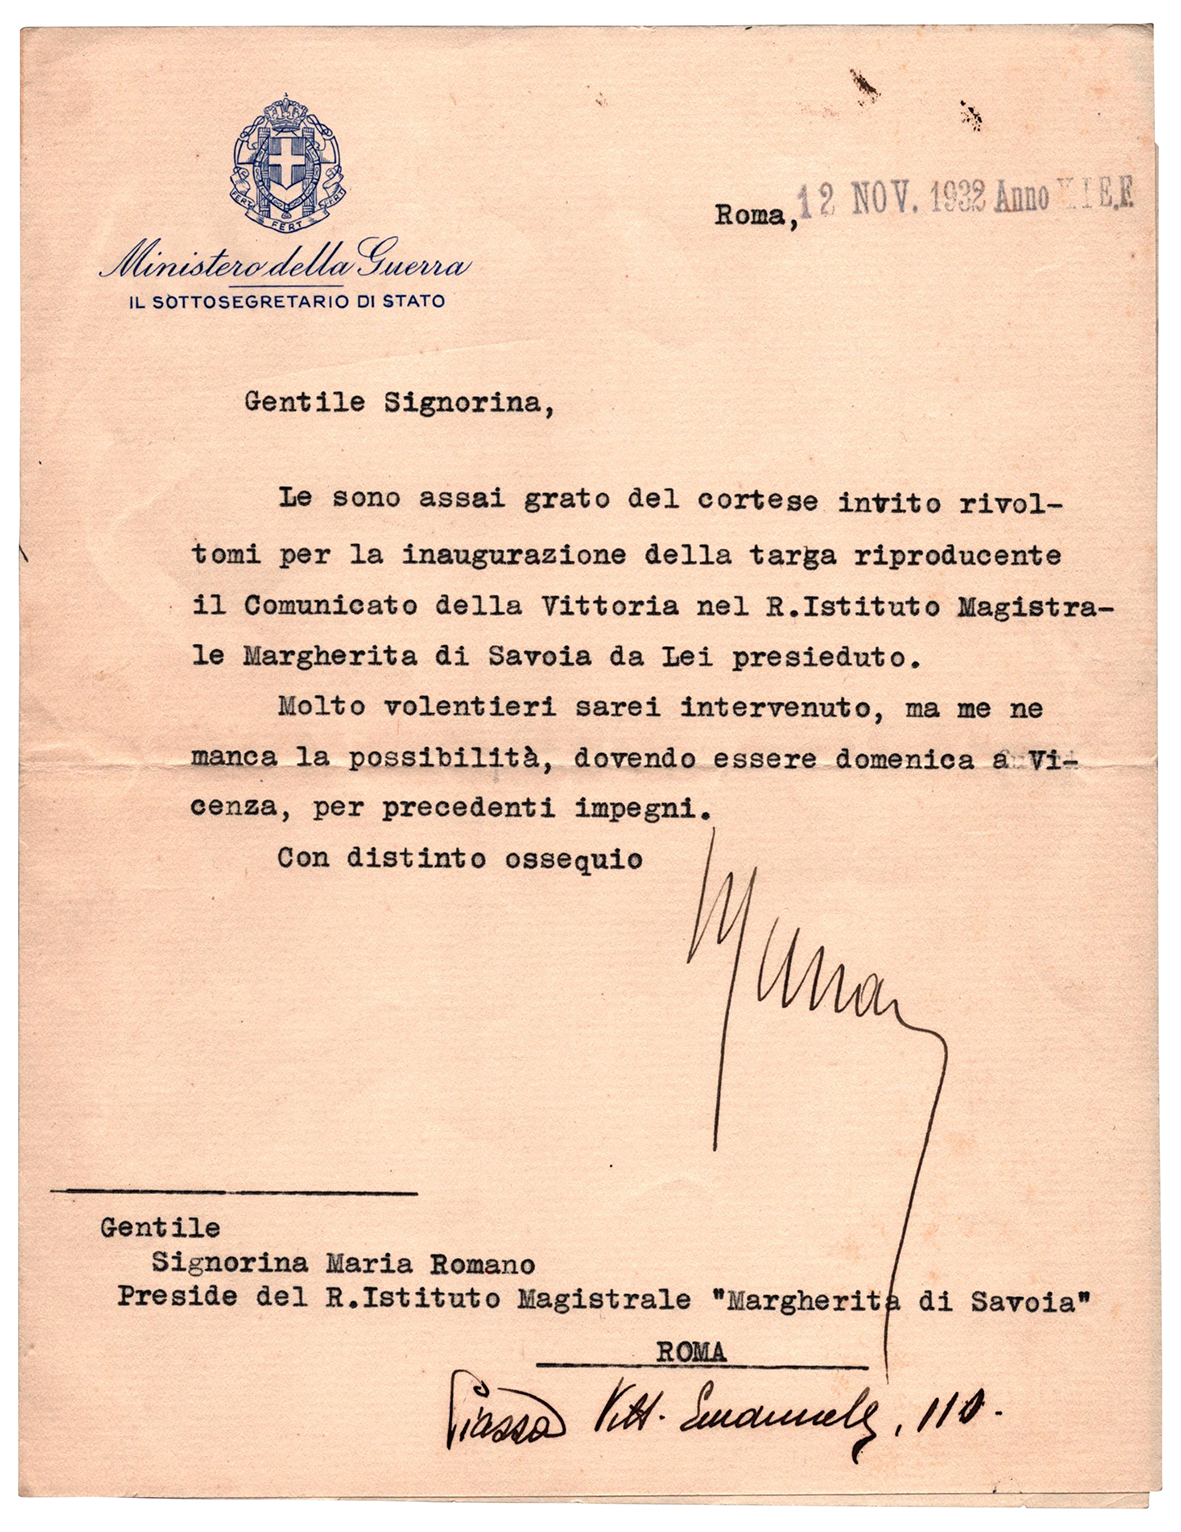 FERT FERT FERT
Ministero della Guerra
IL SOTTOSEGRETARIO DI STATO
Roma, 12 NOV. 1932 Anno XI E.F.
Gentile Signorina,
Le sono assai grato del cortese invito rivol-
tomi per la inaugurazione della targa riproducente
il Comunicato della Vittoria nel R.Istituto Magistra-
le Margherita di Savoia da Lei presieduto.
Molto volentieri sarei intervenuto, ma me ne
manca la possibilità, dovendo essere domenica a Vi-
cenza, per precedenti impegni.
Con distinto ossequio
Gentile
Signorina Maria Romano
Preside del R.Istituto Magistrale "Margherita di Savoia"
ROMA
Piazza Vitt. Emanuele, 110.